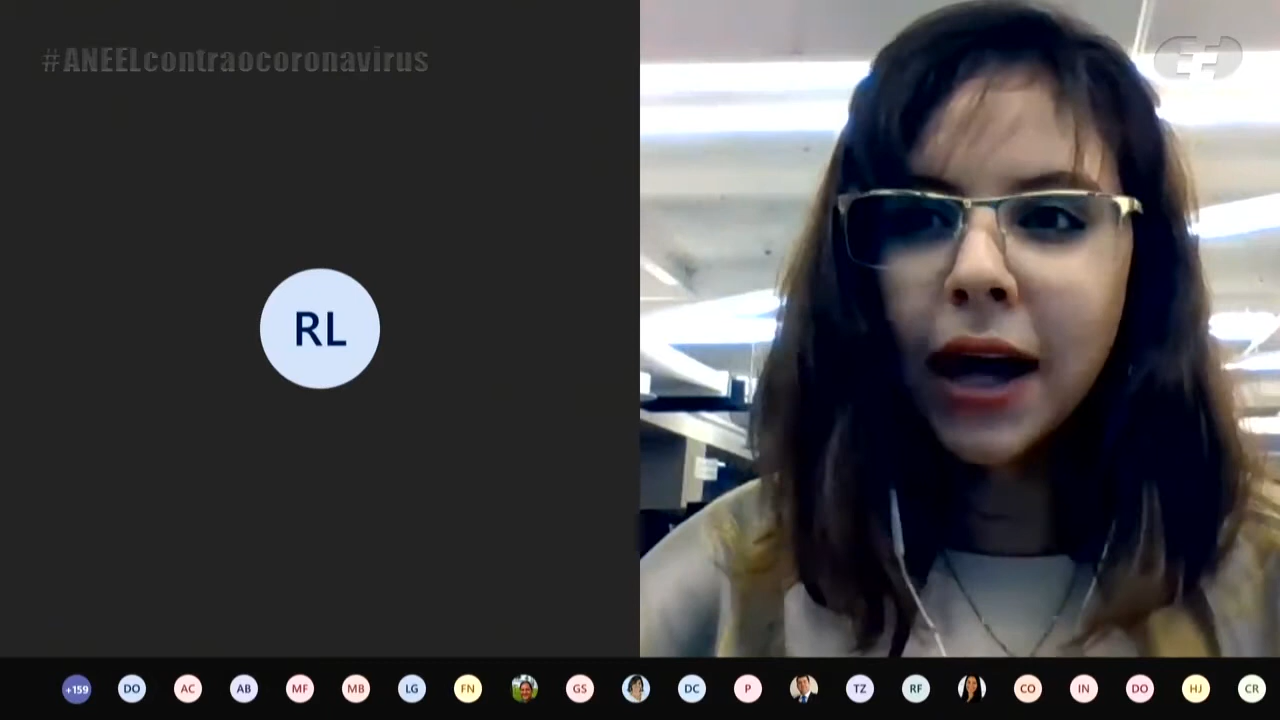 #ANEELcontraocoronavirus
RL
+159 DO AC AB MF MB LG FN GS DC P TZ RF CO IN DO HJ CR